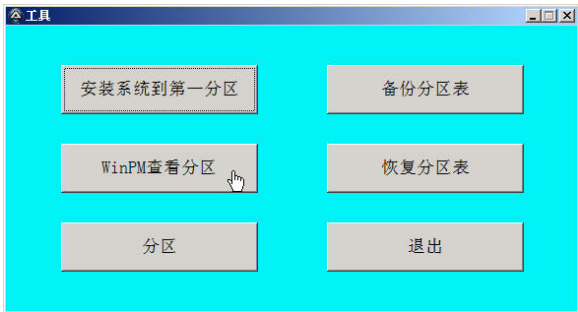 工具
安装系统到第一分区
备份分区表
WinPM查看分区
恢复分区表
分区
退出